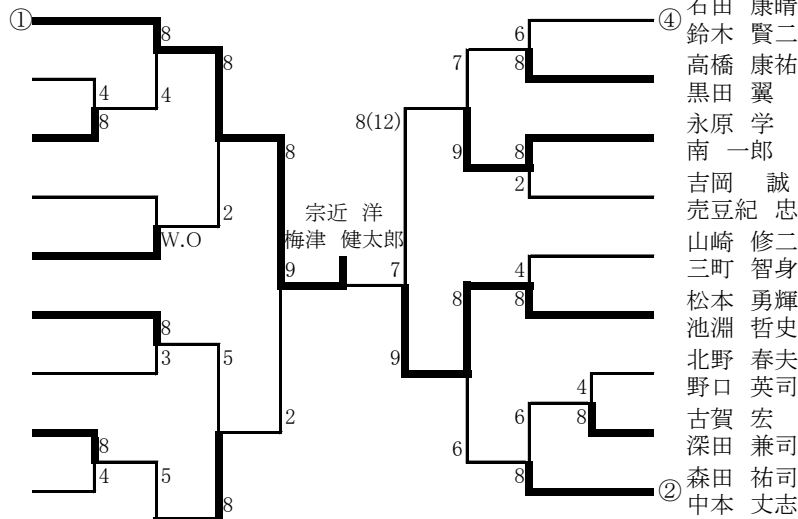 ①
8
8
4
4
8
8
2
W.O
宗近 洋
梅津 健太郎
9
8
3
5
2
8
4
5
8
石田 康晴
④ 鈴木 賢二
6
8
7
高橋 康祐
黒田 翼
8(12)
9
8
2
永原 学
南 一郎
吉岡 誠
売豆紀 忠
7
9
山崎 修二
三町 智身
4
8
8
松本 勇輝
池淵 哲史
北野 春夫
野口 英司
4
8
6
6
8
古賀 宏
深田 兼司
② 森田 祐司
中本 丈志